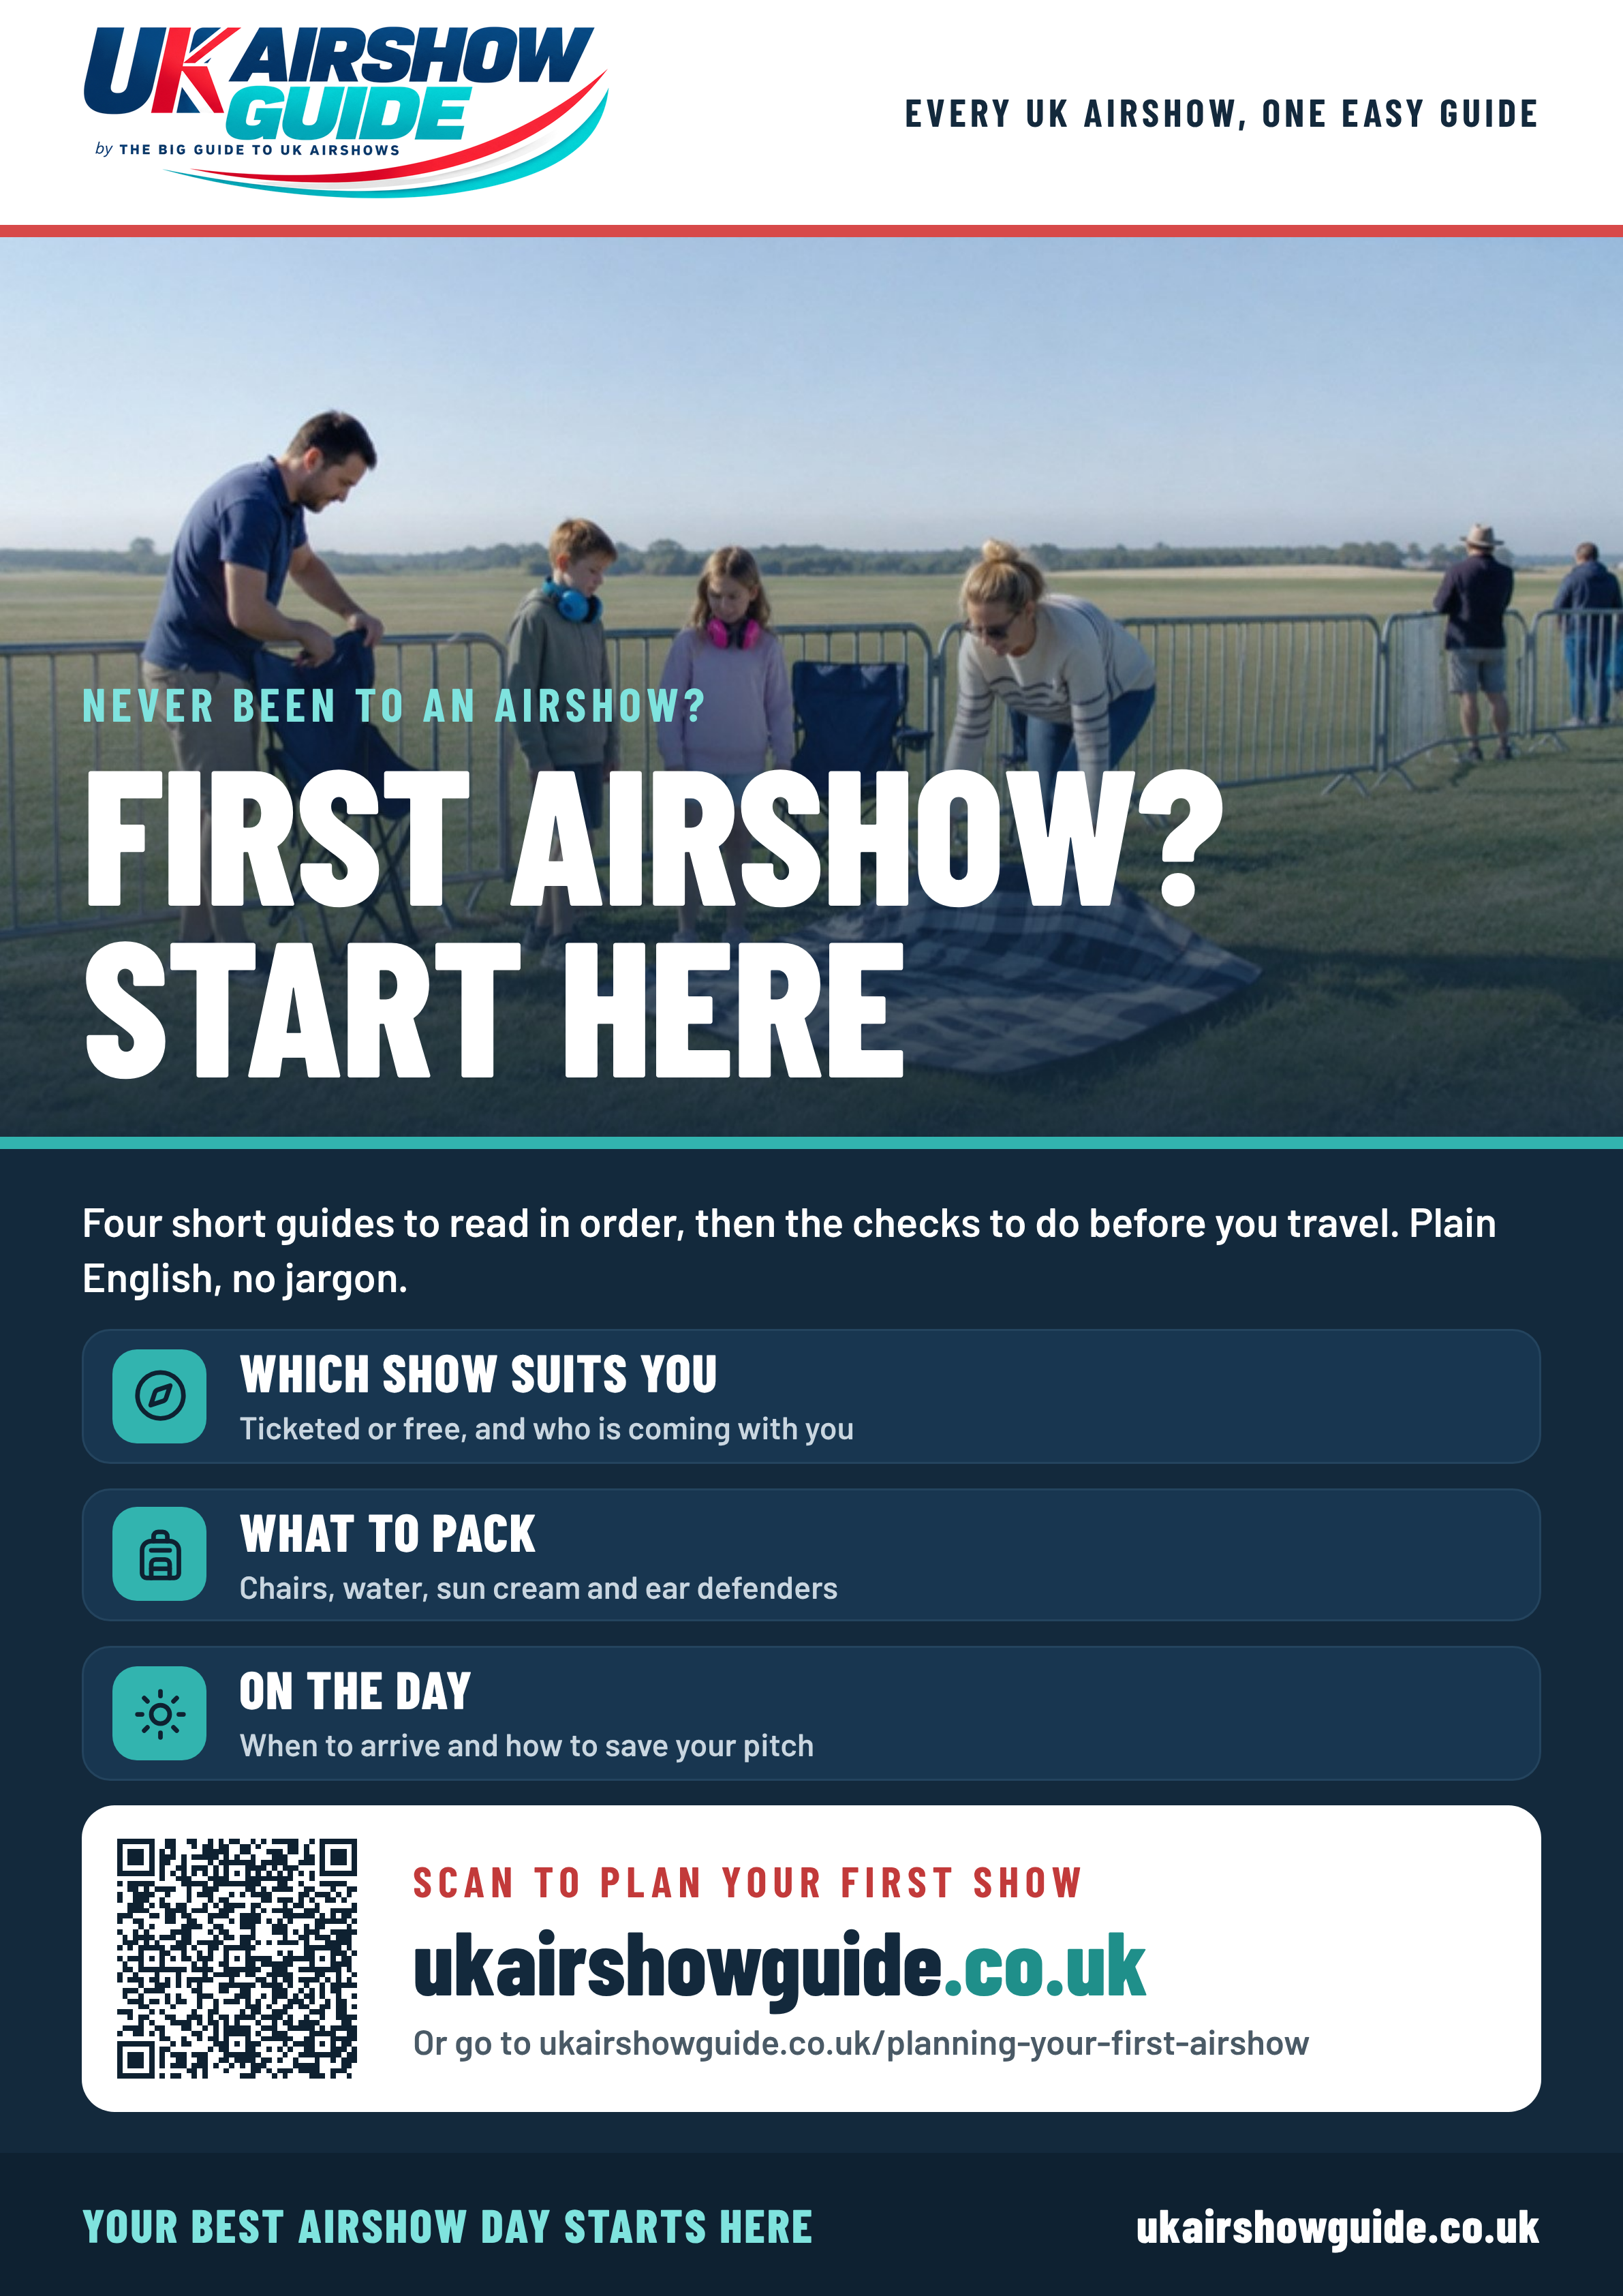 UK AIRSHOW
GUIDE
by THE BIG GUIDE TO UK AIRSHOWS
EVERY UK AIRSHOW, ONE EASY GUIDE
NEVER BEEN TO AN AIRSHOW?
FIRST AIRSHOW?
START HERE
Four short guides to read in order, then the checks to do before you travel. Plain
English, no jargon.
WHICH SHOW SUITS YOU
Ticketed or free, and who is coming with you
WHAT TO PACK
Chairs, water, sun cream and ear defenders
ON THE DAY
When to arrive and how to save your pitch
SCAN TO PLAN YOUR FIRST SHOW
ukairshowguide.co.uk
Or go to ukairshowguide.co.uk/planning-your-first-airshow
YOUR BEST AIRSHOW DAY STARTS HERE
ukairshowguide.co.uk